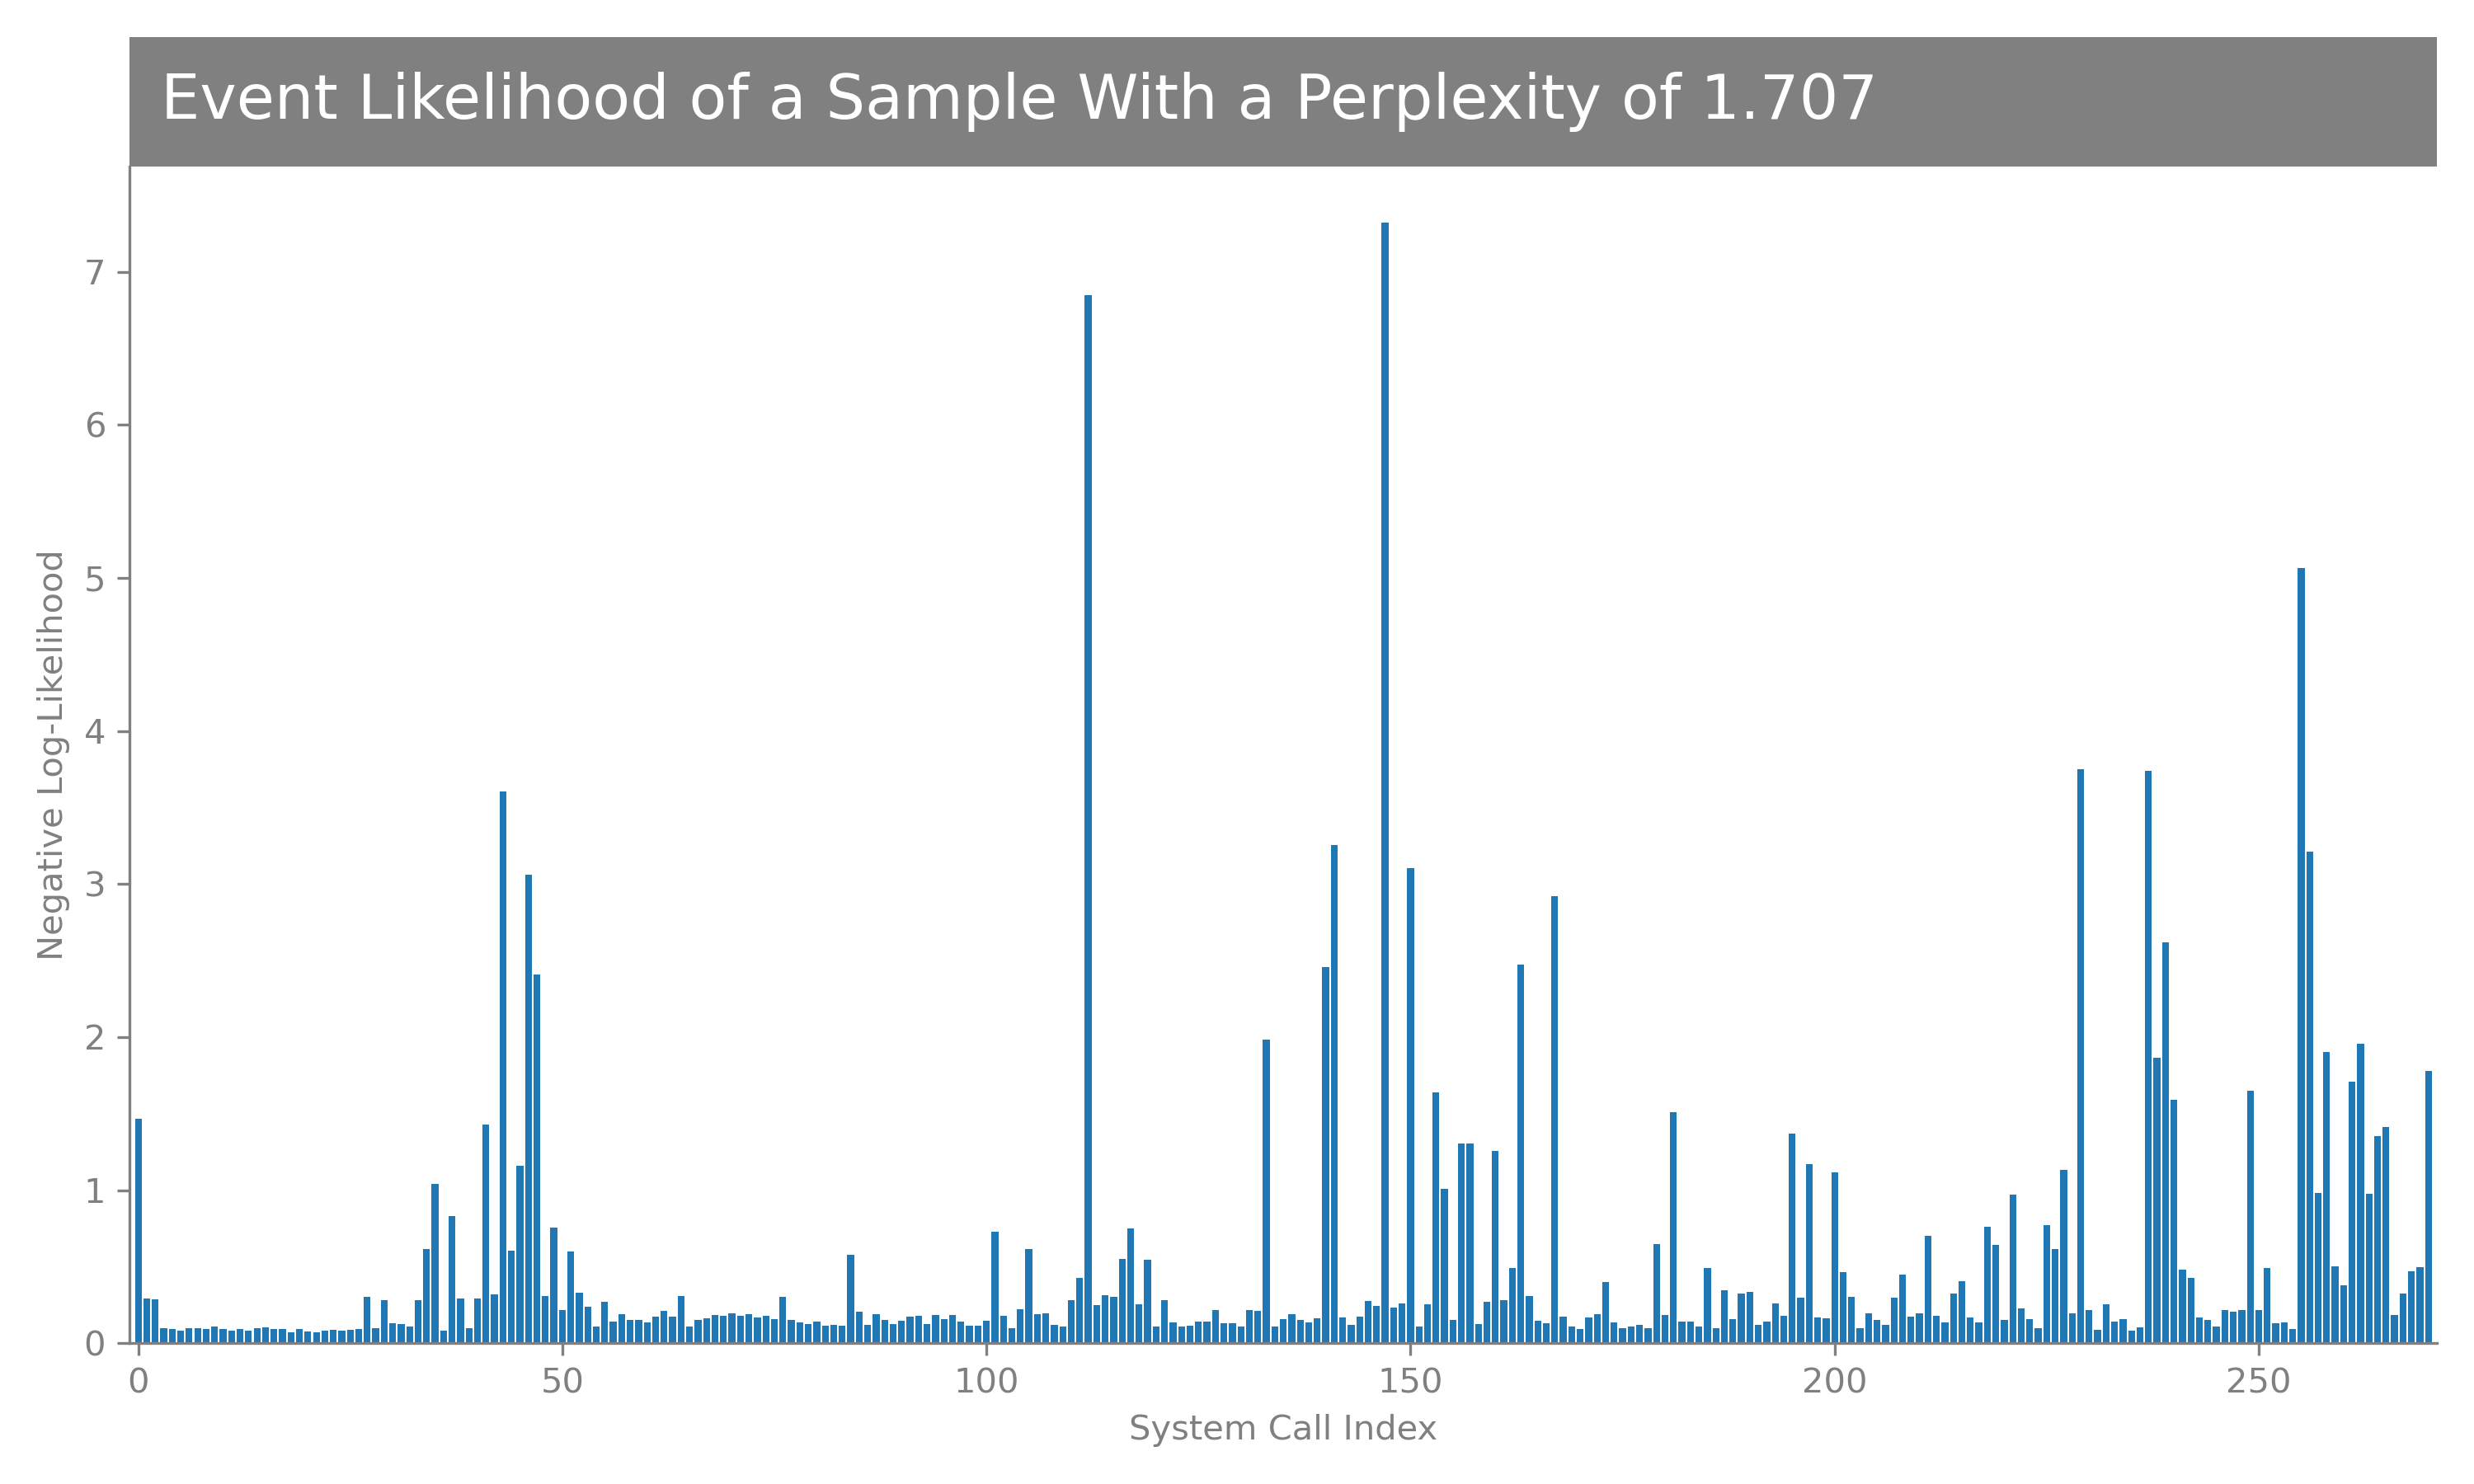 Event Likelihood of a Sample With a Perplexity of 1.707
7
6
5
4
3
2
1
0
Negative Log-Likelihood
0 50 100 150 200 250
System Call Index